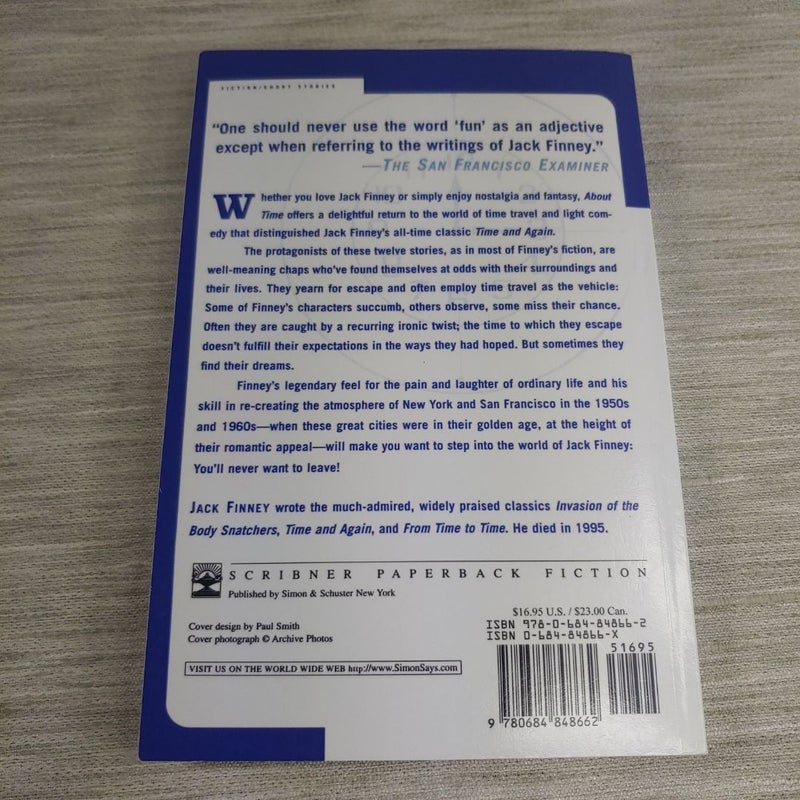 FICTION/SHORT STORIES
"One should never use the word 'fun' as an adjective
except when referring to the writings of Jack Finney."
—THE SAN FRANCISCO EXAMINER
Whether you love Jack Finney or simply enjoy nostalgia and fantasy, About
Time offers a delightful return to the world of time travel and light com-
edy that distinguished Jack Finney's all-time classic Time and Again.
The protagonists of these twelve stories, as in most of Finney's fiction, are
well-meaning chaps who've found themselves at odds with their surroundings and
their lives. They yearn for escape and often employ time travel as the vehicle:
Some of Finney's characters succumb, others observe, some miss their chance.
Often they are caught by a recurring ironic twist; the time to which they escape
doesn't fulfill their expectations in the ways they had hoped. But sometimes they
find their dreams.
Finney's legendary feel for the pain and laughter of ordinary life and his
skill in re-creating the atmosphere of New York and San Francisco in the 1950s
and 1960s—when these great cities were in their golden age, at the height of
their romantic appeal—will make you want to step into the world of Jack Finney:
You'll never want to leave!
JACK FINNEY wrote the much-admired, widely praised classics Invasion of the
Body Snatchers, Time and Again, and From Time to Time. He died in 1995.
SCRIBNER PAPERBACK FICTION
Published by Simon & Schuster New York
$16.95 U.S. / $23.00 Can.
ISBN 978-0-684-84866-2
ISBN 0-684-84866-X
51695
Cover design by Paul Smith
Cover photograph © Archive Photos
VISIT US ON THE WORLD WIDE WEB http://www.SimonSays.com
9 780684 848662